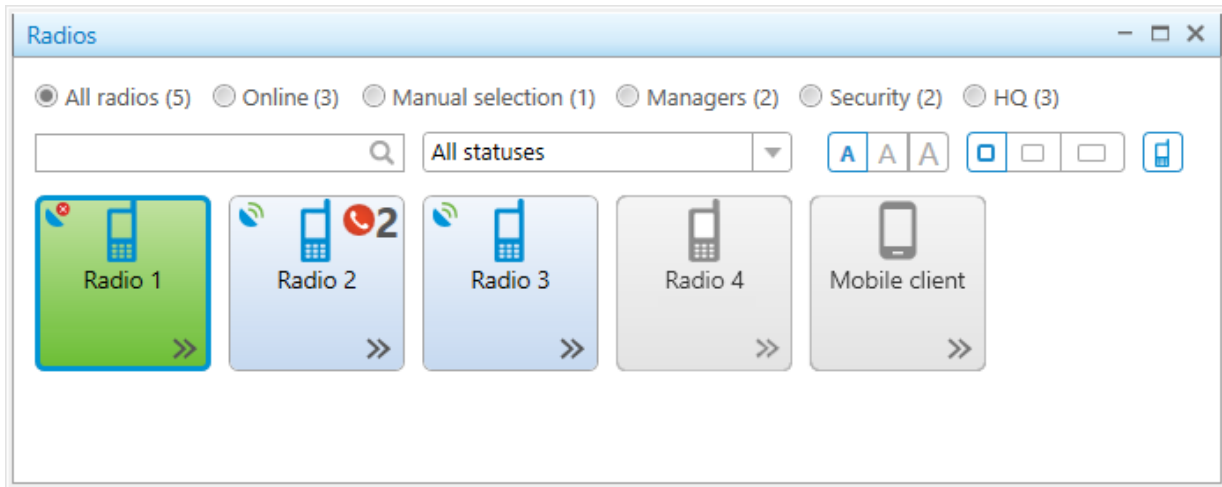 Radios
All radios (5) Online (3) Manual selection (1) Managers (2) Security (2) HQ (3)
All statuses A A A
2
Radio 1 Radio 2 Radio 3 Radio 4 Mobile client